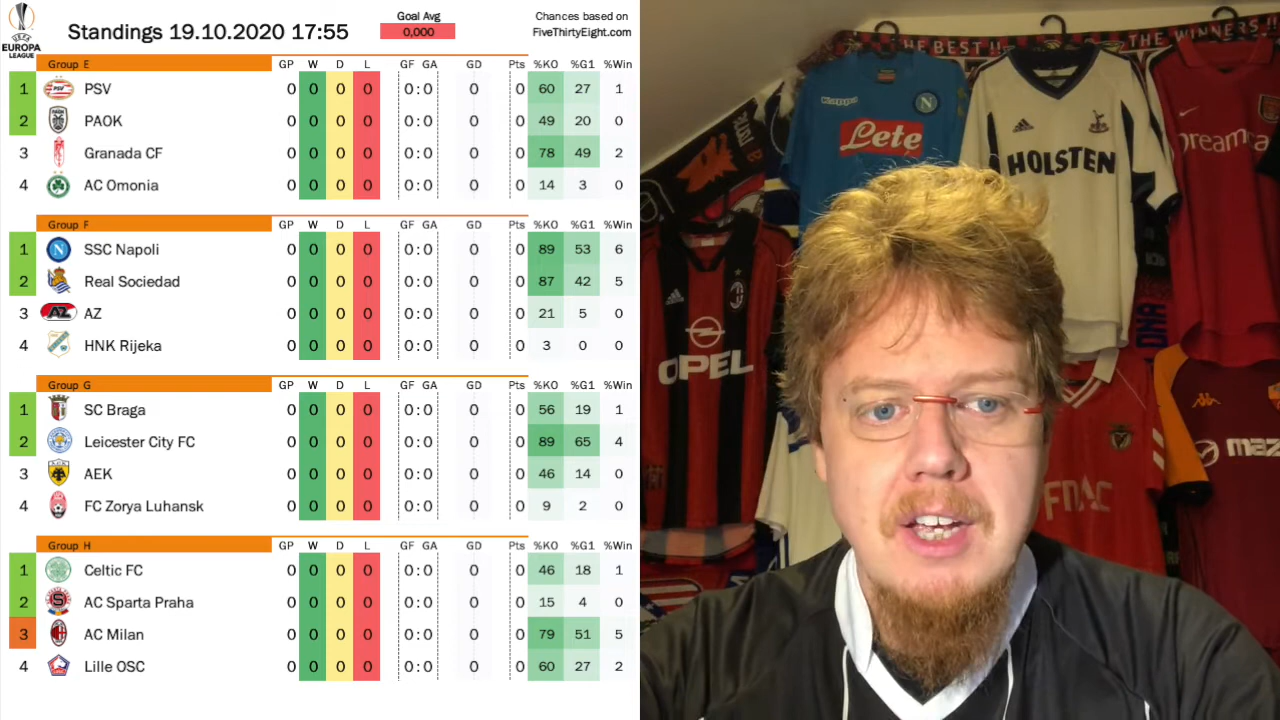 UEFA
EUROPA
LEAGUE
Standings 19.10.2020 17:55
Goal Avg
0,000
Chances based on
FiveThirtyEight.com
Group E GP W D L GF GA GD Pts %KO %G1 %Win
1 PSV 0 0 0 0 0:0 0 0 60 27 1
2 PAOK 0 0 0 0 0:0 0 0 49 20 0
3 Granada CF 0 0 0 0 0:0 0 0 78 49 2
4 AC Omonia 0 0 0 0 0:0 0 0 14 3 0
Group F GP W D L GF GA GD Pts %KO %G1 %Win
1 SSC Napoli 0 0 0 0 0:0 0 0 89 53 6
2 Real Sociedad 0 0 0 0 0:0 0 0 87 42 5
3 AZ 0 0 0 0 0:0 0 0 21 5 0
4 HNK Rijeka 0 0 0 0 0:0 0 0 3 0 0
Group G GP W D L GF GA GD Pts %KO %G1 %Win
1 SC Braga 0 0 0 0 0:0 0 0 56 19 1
2 Leicester City FC 0 0 0 0 0:0 0 0 89 65 4
3 AEK 0 0 0 0 0:0 0 0 46 14 0
4 FC Zorya Luhansk 0 0 0 0 0:0 0 0 9 2 0
Group H GP W D L GF GA GD Pts %KO %G1 %Win
1 Celtic FC 0 0 0 0 0:0 0 0 46 18 1
2 AC Sparta Praha 0 0 0 0 0:0 0 0 15 4 0
3 AC Milan 0 0 0 0 0:0 0 0 79 51 5
4 Lille OSC 0 0 0 0 0:0 0 0 60 27 2
THE BEST !! THE WINNERS !!
Kappa
N
Lete
HOLSTEN
Dreamca
OPEL
maz